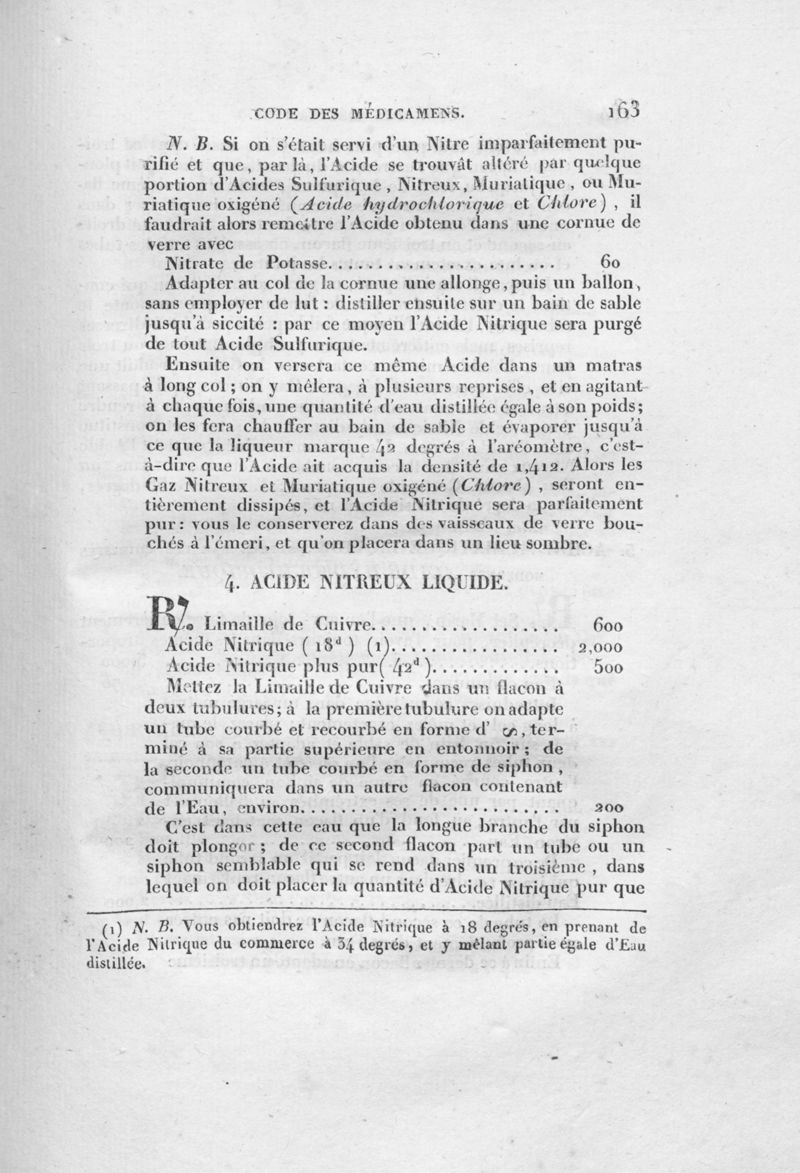 CODE DES MÉDICAMENS. 163
N. B. Si on s'était servi d'un Nitre imparfaitement pu-
rifié et que, par là, l'Acide se trouvât altéré par quelque
portion d'Acides Sulfurique, Nitreux, Muriatique, ou Mu-
riatique oxigéné (Acide hydrochlorique et Chlore), il
faudrait alors remettre l'Acide obtenu dans une cornue de
verre avec
Nitrate de Potasse....................... 60
Adapter au col de la cornue une allonge, puis un ballon,
sans employer de lut : distiller ensuite sur un bain de sable
jusqu'à siccité : par ce moyen l'Acide Nitrique sera purgé
de tout Acide Sulfurique.
Ensuite on versera ce même Acide dans un matras
à long col ; on y mêlera, à plusieurs reprises, et en agitant
à chaque fois, une quantité d'eau distillée égale à son poids ;
on les fera chauffer au bain de sable et évaporer jusqu'à
ce que la liqueur marque 42 degrés à l'aréomètre, c'est-
à-dire que l'Acide ait acquis la densité de 1,412. Alors les
Gaz Nitreux et Muriatique oxigéné (Chlore), seront en-
tièrement dissipés, et l'Acide Nitrique sera parfaitement
pur : vous le conserverez dans des vaisseaux de verre bou-
chés à l'émeri, et qu'on placera dans un lieu sombre.
4. ACIDE NITREUX LIQUIDE.
℞. Limaille de Cuivre................... 600
Acide Nitrique ( 18d ) (1)................. 2,000
Acide Nitrique plus pur ( 42d )............. 500
Mettez la Limaille de Cuivre dans un flacon à
deux tubulures ; à la première tubulure on adapte
un tube courbé et recourbé en forme d' S, ter-
miné à sa partie supérieure en entonnoir ; de
la seconde un tube courbé en forme de siphon,
communiquera dans un autre flacon contenant
de l'Eau, environ.......................... 200
C'est dans cette eau que la longue branche du siphon
doit plonger ; de ce second flacon part un tube ou un
siphon semblable qui se rend dans un troisième, dans
lequel on doit placer la quantité d'Acide Nitrique pur que
(1) N. B. Vous obtiendrez l'Acide Nitrique à 18 degrés, en prenant de
l'Acide Nitrique du commerce à 34 degrés, et y mêlant partie égale d'Eau
distillée.